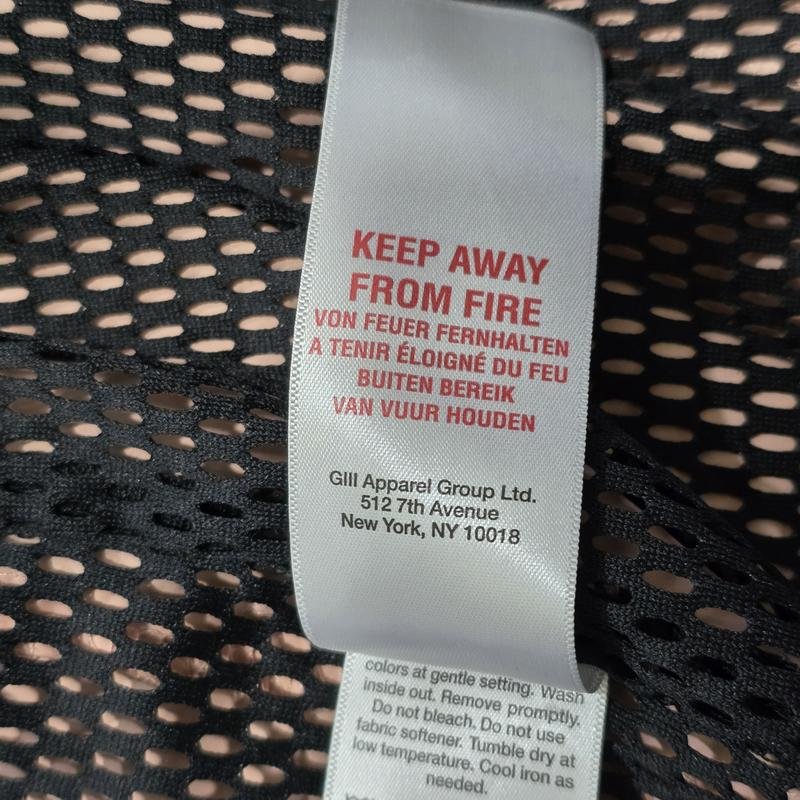 KEEP AWAY
FROM FIRE
VON FEUER FERNHALTEN
A TENIR ÉLOIGNÉ DU FEU
BUITEN BEREIK
VAN VUUR HOUDEN
GIII Apparel Group Ltd.
512 7th Avenue
New York, NY 10018
colors at gentle setting. Wash
inside out. Remove promptly.
Do not bleach. Do not use
fabric softener. Tumble dry at
low temperature. Cool iron as
needed.